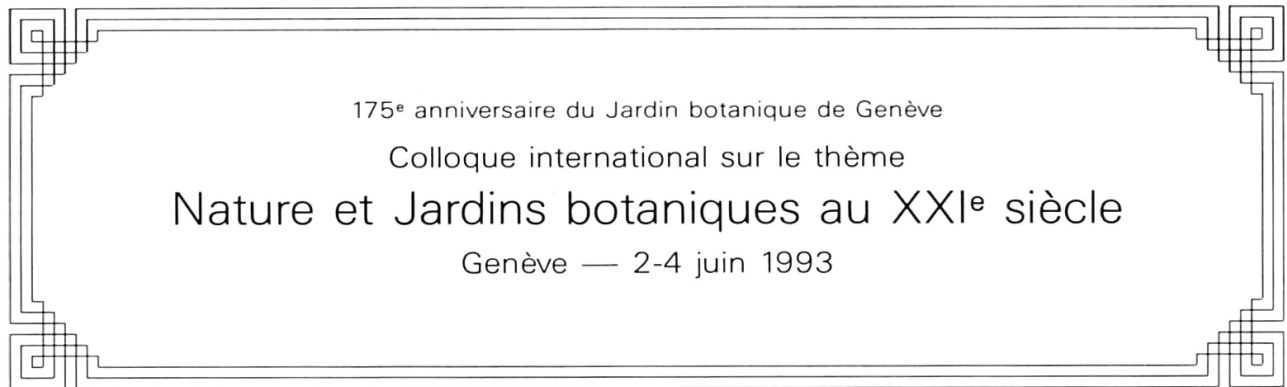 175e anniversaire du Jardin botanique de Genève
Colloque international sur le thème
Nature et Jardins botaniques au XXIe siècle
Genève — 2-4 juin 1993